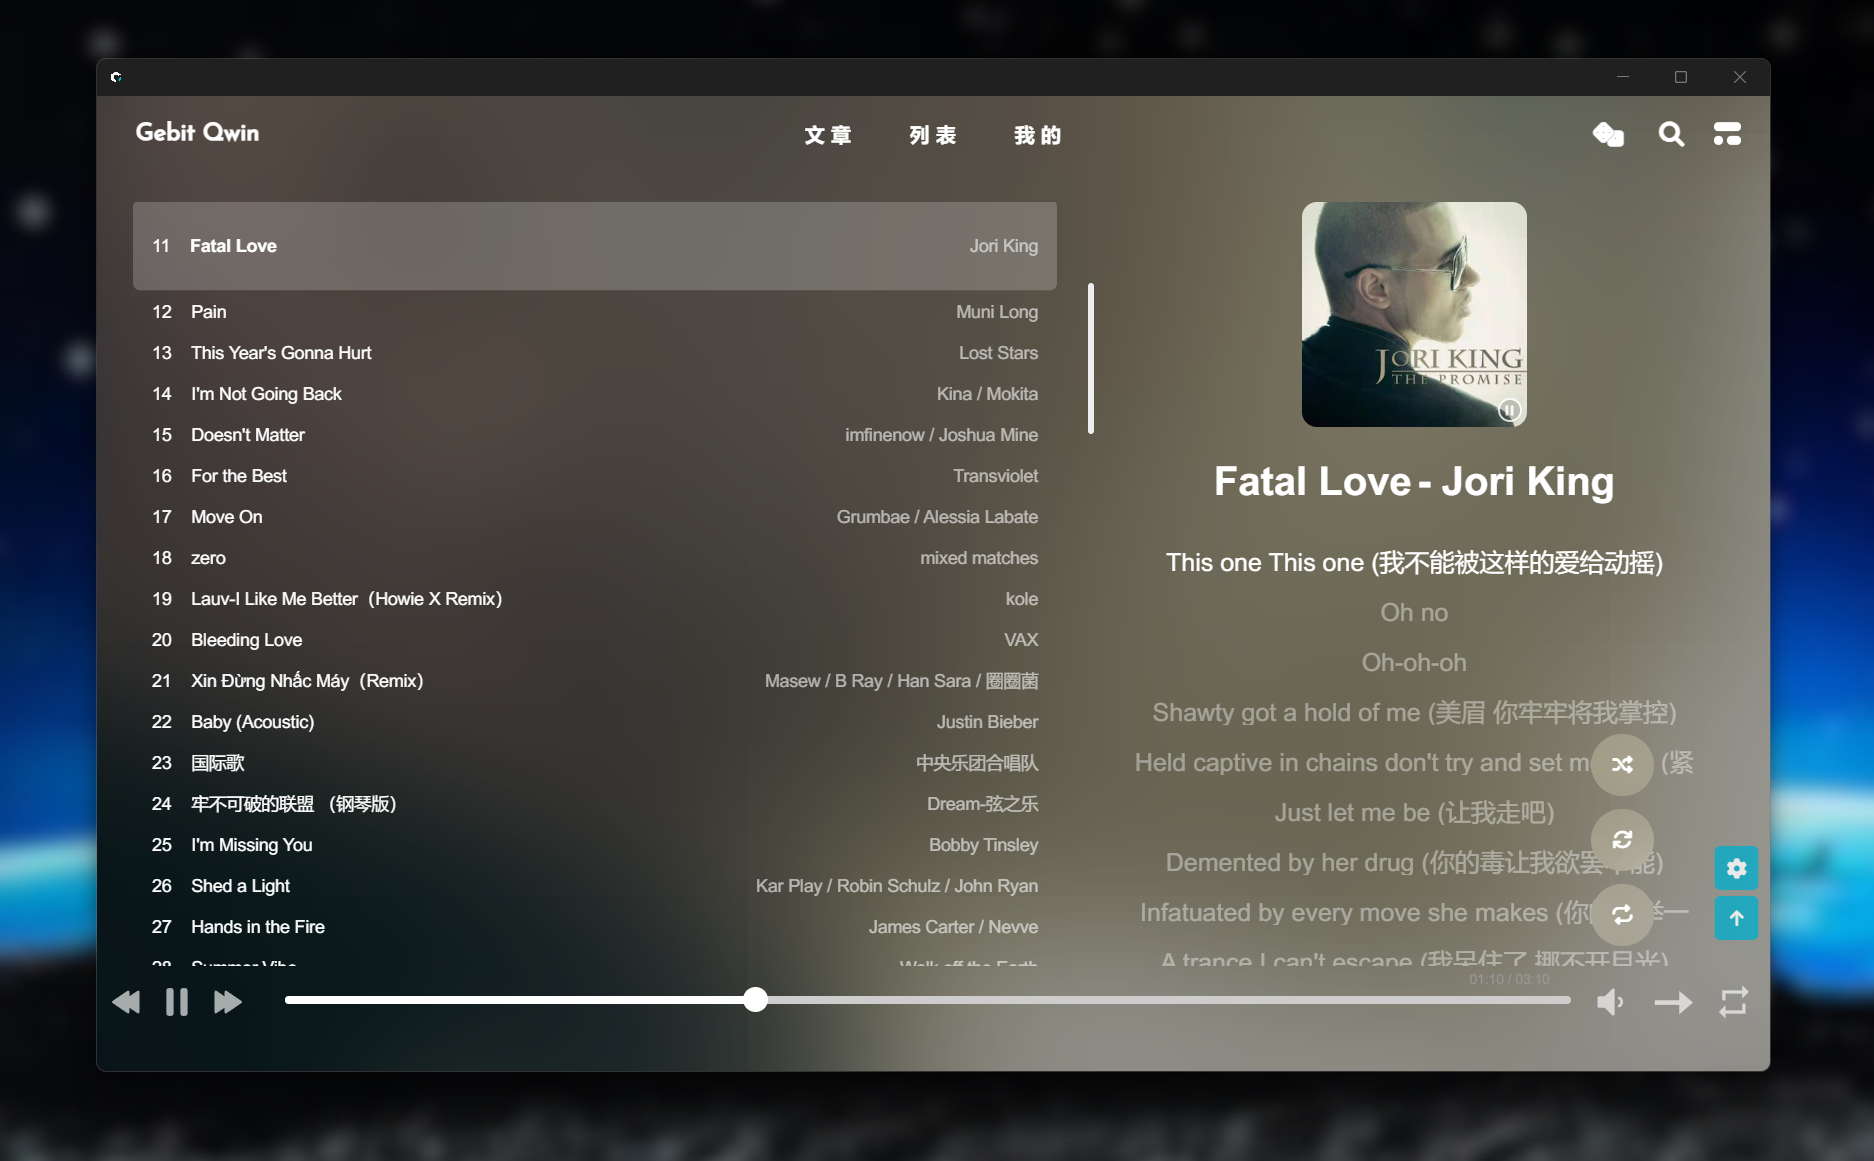 Gebit Qwin
文章 列表 我的
11 Fatal Love Jori King
12 Pain Muni Long
13 This Year's Gonna Hurt Lost Stars
14 I'm Not Going Back Kina / Mokita
15 Doesn't Matter imfinenow / Joshua Mine
16 For the Best Transviolet
17 Move On Grumbae / Alessia Labate
18 zero mixed matches
19 Lauv-I Like Me Better（Howie X Remix） kole
20 Bleeding Love VAX
21 Xin Đừng Nhấc Máy（Remix） Masew / B Ray / Han Sara / 圈圈菌
22 Baby (Acoustic) Justin Bieber
23 国际歌 中央乐团合唱队
24 牢不可破的联盟 （钢琴版） Dream-弦之乐
25 I'm Missing You Bobby Tinsley
26 Shed a Light Kar Play / Robin Schulz / John Ryan
27 Hands in the Fire James Carter / Nevve
28 Summer Vibe Walk off the Earth
JORI KING
THE PROMISE
Fatal Love - Jori King
This one This one (我不能被这样的爱给动摇)
Oh no
Oh-oh-oh
Shawty got a hold of me (美眉 你牢牢将我掌控)
Held captive in chains don't try and set (紧
Just let me be (让我走吧)
Demented by her drug (你的毒让我欲罢不能)
Infatuated by every move she makes (你 举一
A trance I can't escape (我呆住了 挪不开目光)
01:10 / 03:10